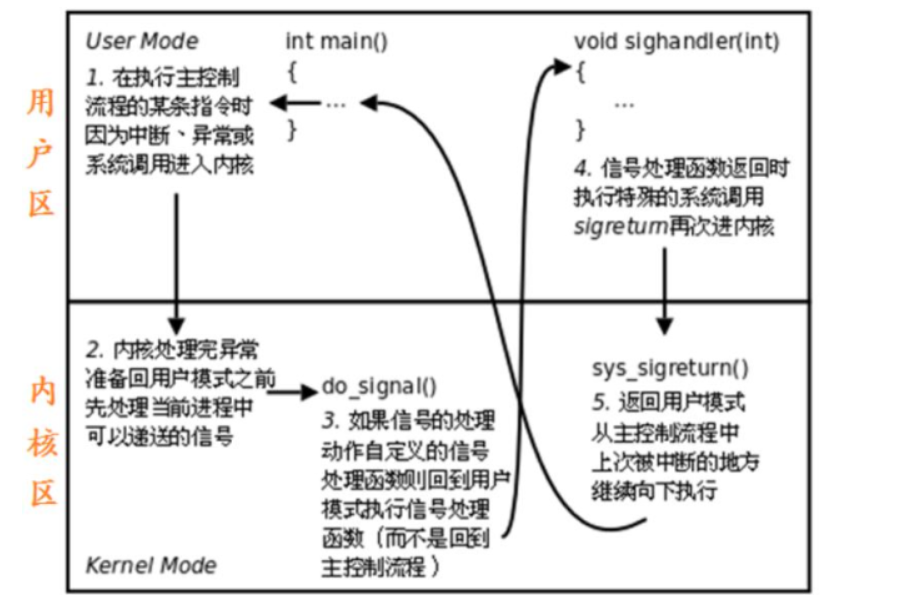 用
户
区
User Mode
1. 在执行主控制
流程的某条指令时
因为中断、异常或
系统调用进入内核
int main()
{
...
}
void sighandler(int)
{
...
}
4. 信号处理函数返回时
执行特殊的系统调用
sigreturn再次进内核
内
核
区
2. 内核处理完异常
准备回用户模式之前
先处理当前进程中
可以递送的信号
do_signal()
3. 如果信号的处理
动作自定义的信号
处理函数则回到用户
模式执行信号处理
函数（而不是回到
主控制流程）
sys_sigreturn()
5. 返回用户模式
从主控制流程中
上次被中断的地方
继续向下执行
Kernel Mode